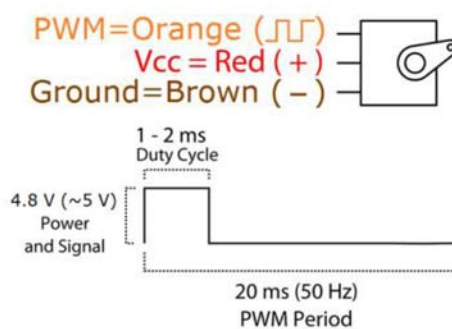 PWM=Orange (⎍⎍)
Vcc = Red ( + )
Ground=Brown ( − )
1 - 2 ms
Duty Cycle
4.8 V (~5 V)
Power
and Signal
20 ms (50 Hz)
PWM Period